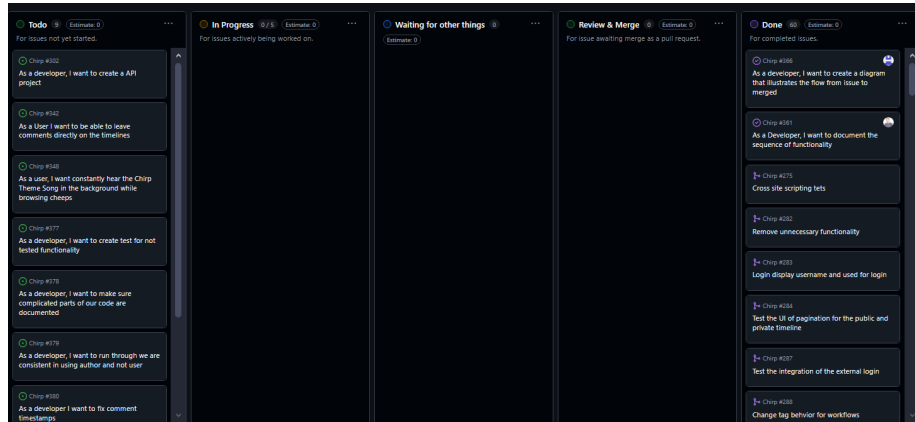 Todo 9 Estimate: 0 ...
For issues not yet started.
Chirp #302
As a developer, I want to create a API
project
Chirp #342
As a User I want to be able to leave
comments directly on the timelines
Chirp #348
As a user, I want constantly hear the Chirp
Theme Song in the background while
browsing cheeps
Chirp #377
As a developer, I want to create test for not
tested functionality
Chirp #378
As a developer, I want to make sure
complicated parts of our code are
documented
Chirp #379
As a developer, I want to run through we are
consistent in using author and not user
Chirp #380
As a developer I want to fix comment
timestamps
In Progress 0 / 5 Estimate: 0 ...
For issues actively being worked on.
Waiting for other things 0 ...
Estimate: 0
Review & Merge 0 Estimate: 0 ...
For issue awaiting merge as a pull request.
Done 60 Estimate: 0 ...
For completed issues.
Chirp #366
As a developer, I want to create a diagram
that illustrates the flow from issue to
merged
Chirp #361
As a Developer, I want to document the
sequence of functionality
Chirp #275
Cross site scripting tets
Chirp #282
Remove unnecessary functionality
Chirp #283
Login display username and used for login
Chirp #284
Test the UI of pagination for the public and
private timeline
Chirp #287
Test the integration of the external login
Chirp #288
Change tag behvior for workflows